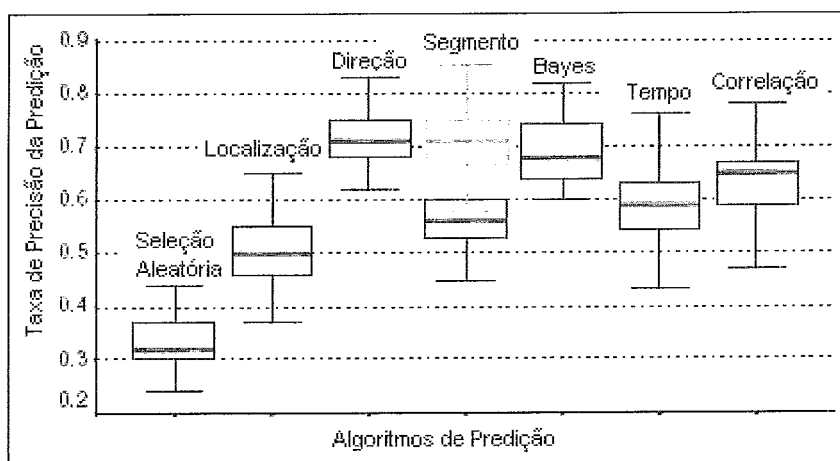 Taxa de Precisão da Predição
0.9
0.8
0.7
0.6
0.5
0.4
0.3
0.2
Seleção
Aleatória
Localização
Direção
Segmento
Bayes
Tempo
Correlação
Algoritmos de Predição